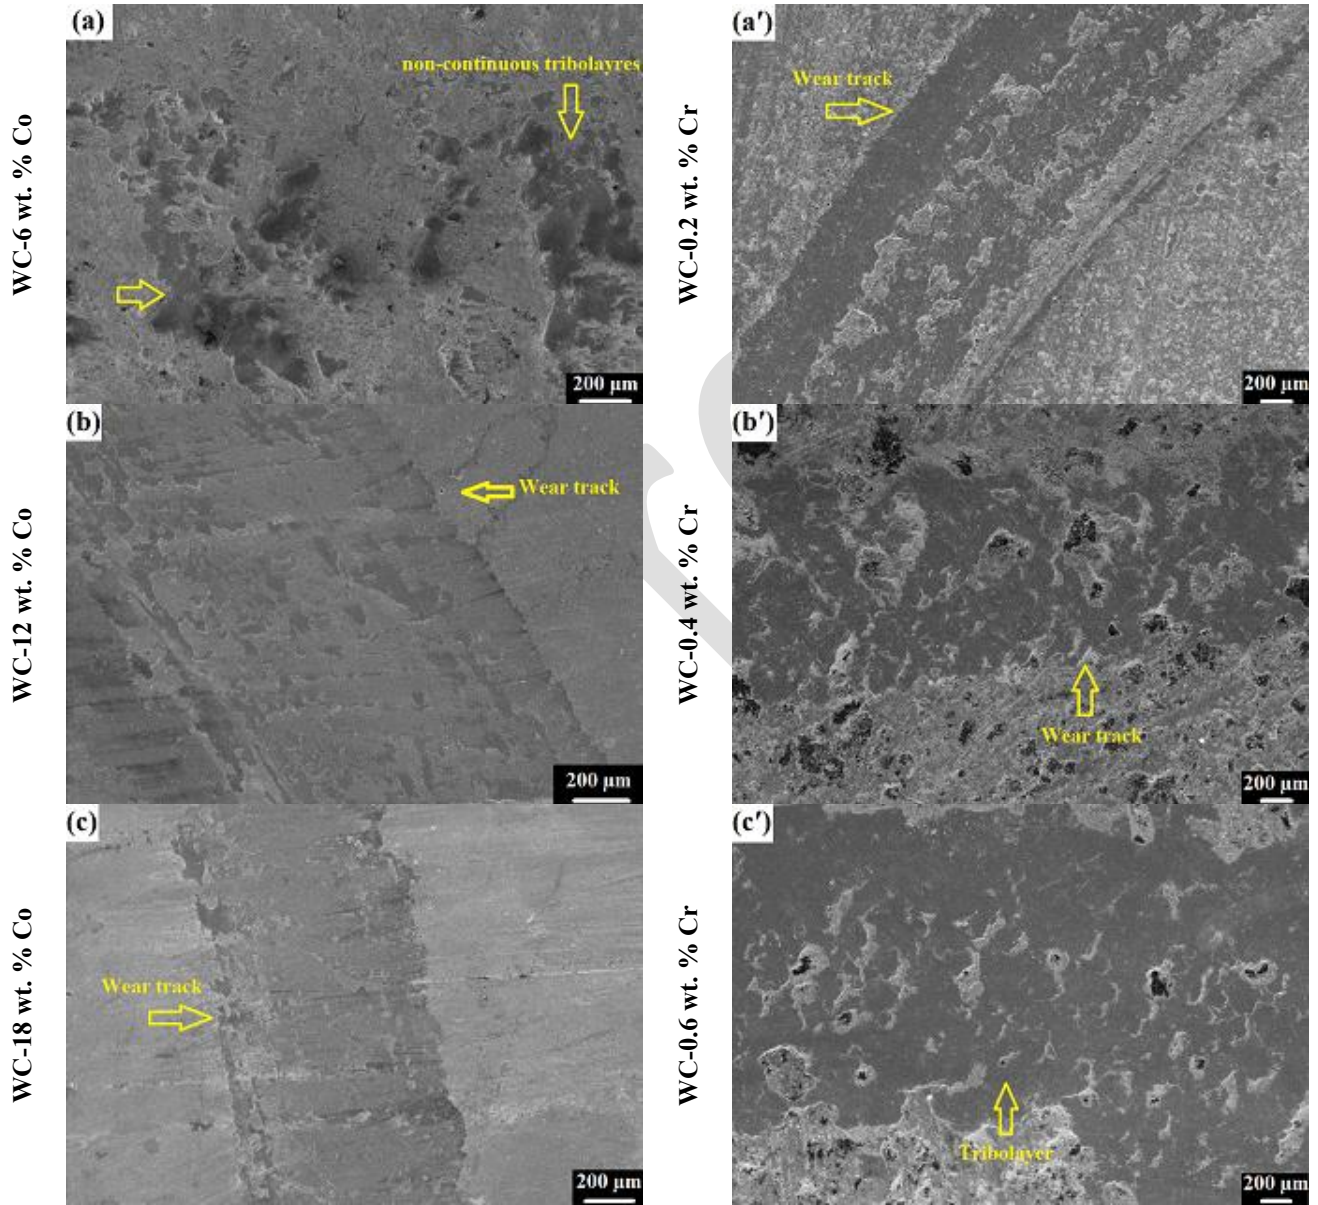 (a)
non-continuous tribolayres
WC-6 wt. % Co
200 μm
(a')
Wear track
WC-0.2 wt. % Cr
200 μm
(b)
Wear track
WC-12 wt. % Co
200 μm
(b')
Wear track
WC-0.4 wt. % Cr
200 μm
(c)
Wear track
WC-18 wt. % Co
200 μm
(c')
Tribolayer
WC-0.6 wt. % Cr
200 μm